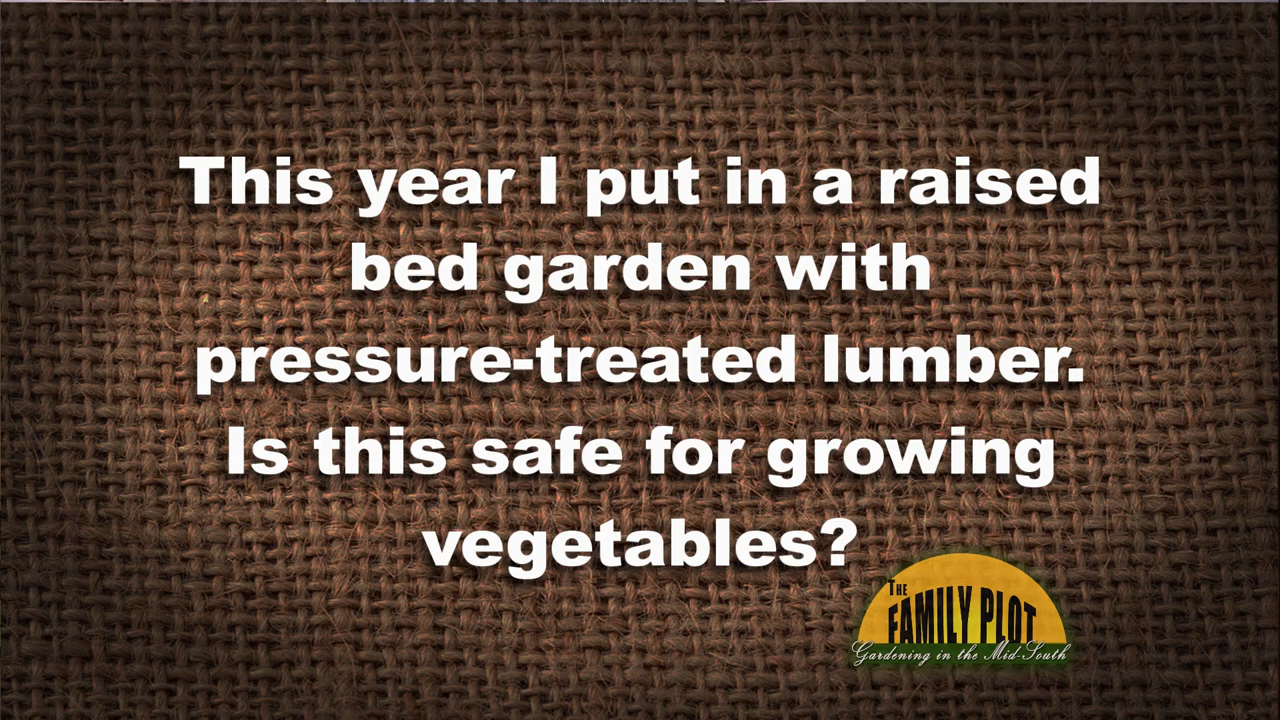 This year I put in a raised
bed garden with
pressure-treated lumber.
Is this safe for growing
vegetables?
THE
FAMILY PLOT
Gardening in the Mid-South